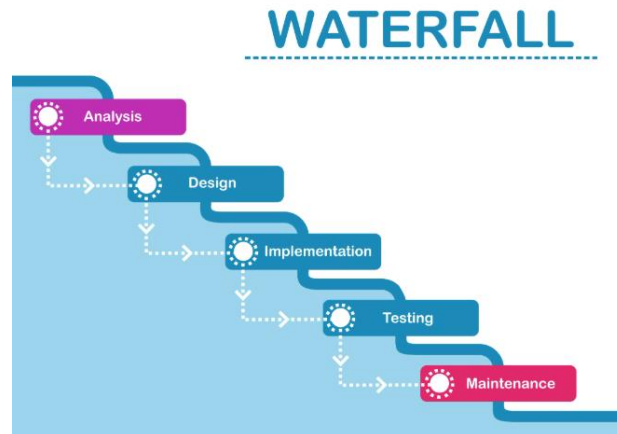 WATERFALL
Analysis
Design
Implementation
Testing
Maintenance